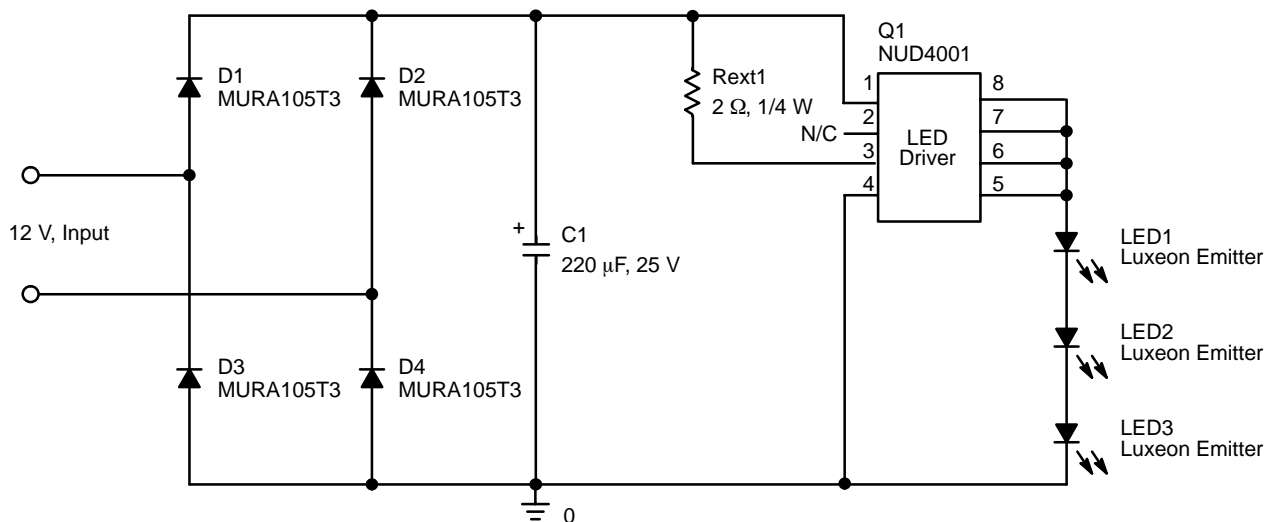 Q1
NUD4001
D1
MURA105T3
D2
MURA105T3
Rext1
2 Ω, 1/4 W
1
2
3
4
N/C
LED
Driver
8
7
6
5
12 V, Input
+
C1
220 μF, 25 V
LED1
Luxeon Emitter
LED2
Luxeon Emitter
D3
MURA105T3
D4
MURA105T3
LED3
Luxeon Emitter
0